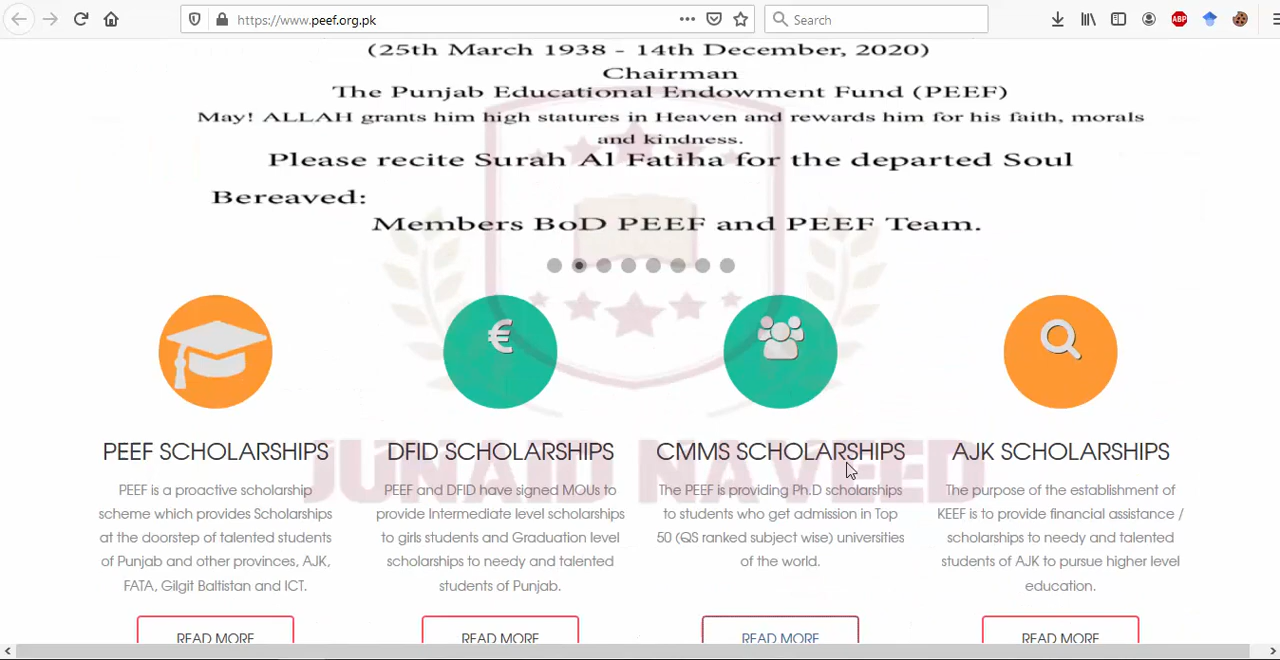 https://www.peef.org.pk
Search
ABP
(25th March 1938 - 14th December, 2020)
Chairman
The Punjab Educational Endowment Fund (PEEF)
May! ALLAH grants him high statures in Heaven and rewards him for his faith, morals
and kindness.
Please recite Surah Al Fatiha for the departed Soul
Bereaved:
Members BoD PEEF and PEEF Team.
€
JUNAID NAVEED
PEEF SCHOLARSHIPS
PEEF is a proactive scholarship
scheme which provides Scholarships
at the doorstep of talented students
of Punjab and other provinces, AJK,
FATA, Gilgit Baltistan and ICT.
READ MORE
DFID SCHOLARSHIPS
PEEF and DFID have signed MOUs to
provide Intermediate level scholarships
to girls students and Graduation level
scholarships to needy and talented
students of Punjab.
READ MORE
CMMS SCHOLARSHIPS
The PEEF is providing Ph.D scholarships
to students who get admission in Top
50 (QS ranked subject wise) universities
of the world.
READ MORE
AJK SCHOLARSHIPS
The purpose of the establishment of
KEEF is to provide financial assistance /
scholarships to needy and talented
students of AJK to pursue higher level
education.
READ MORE